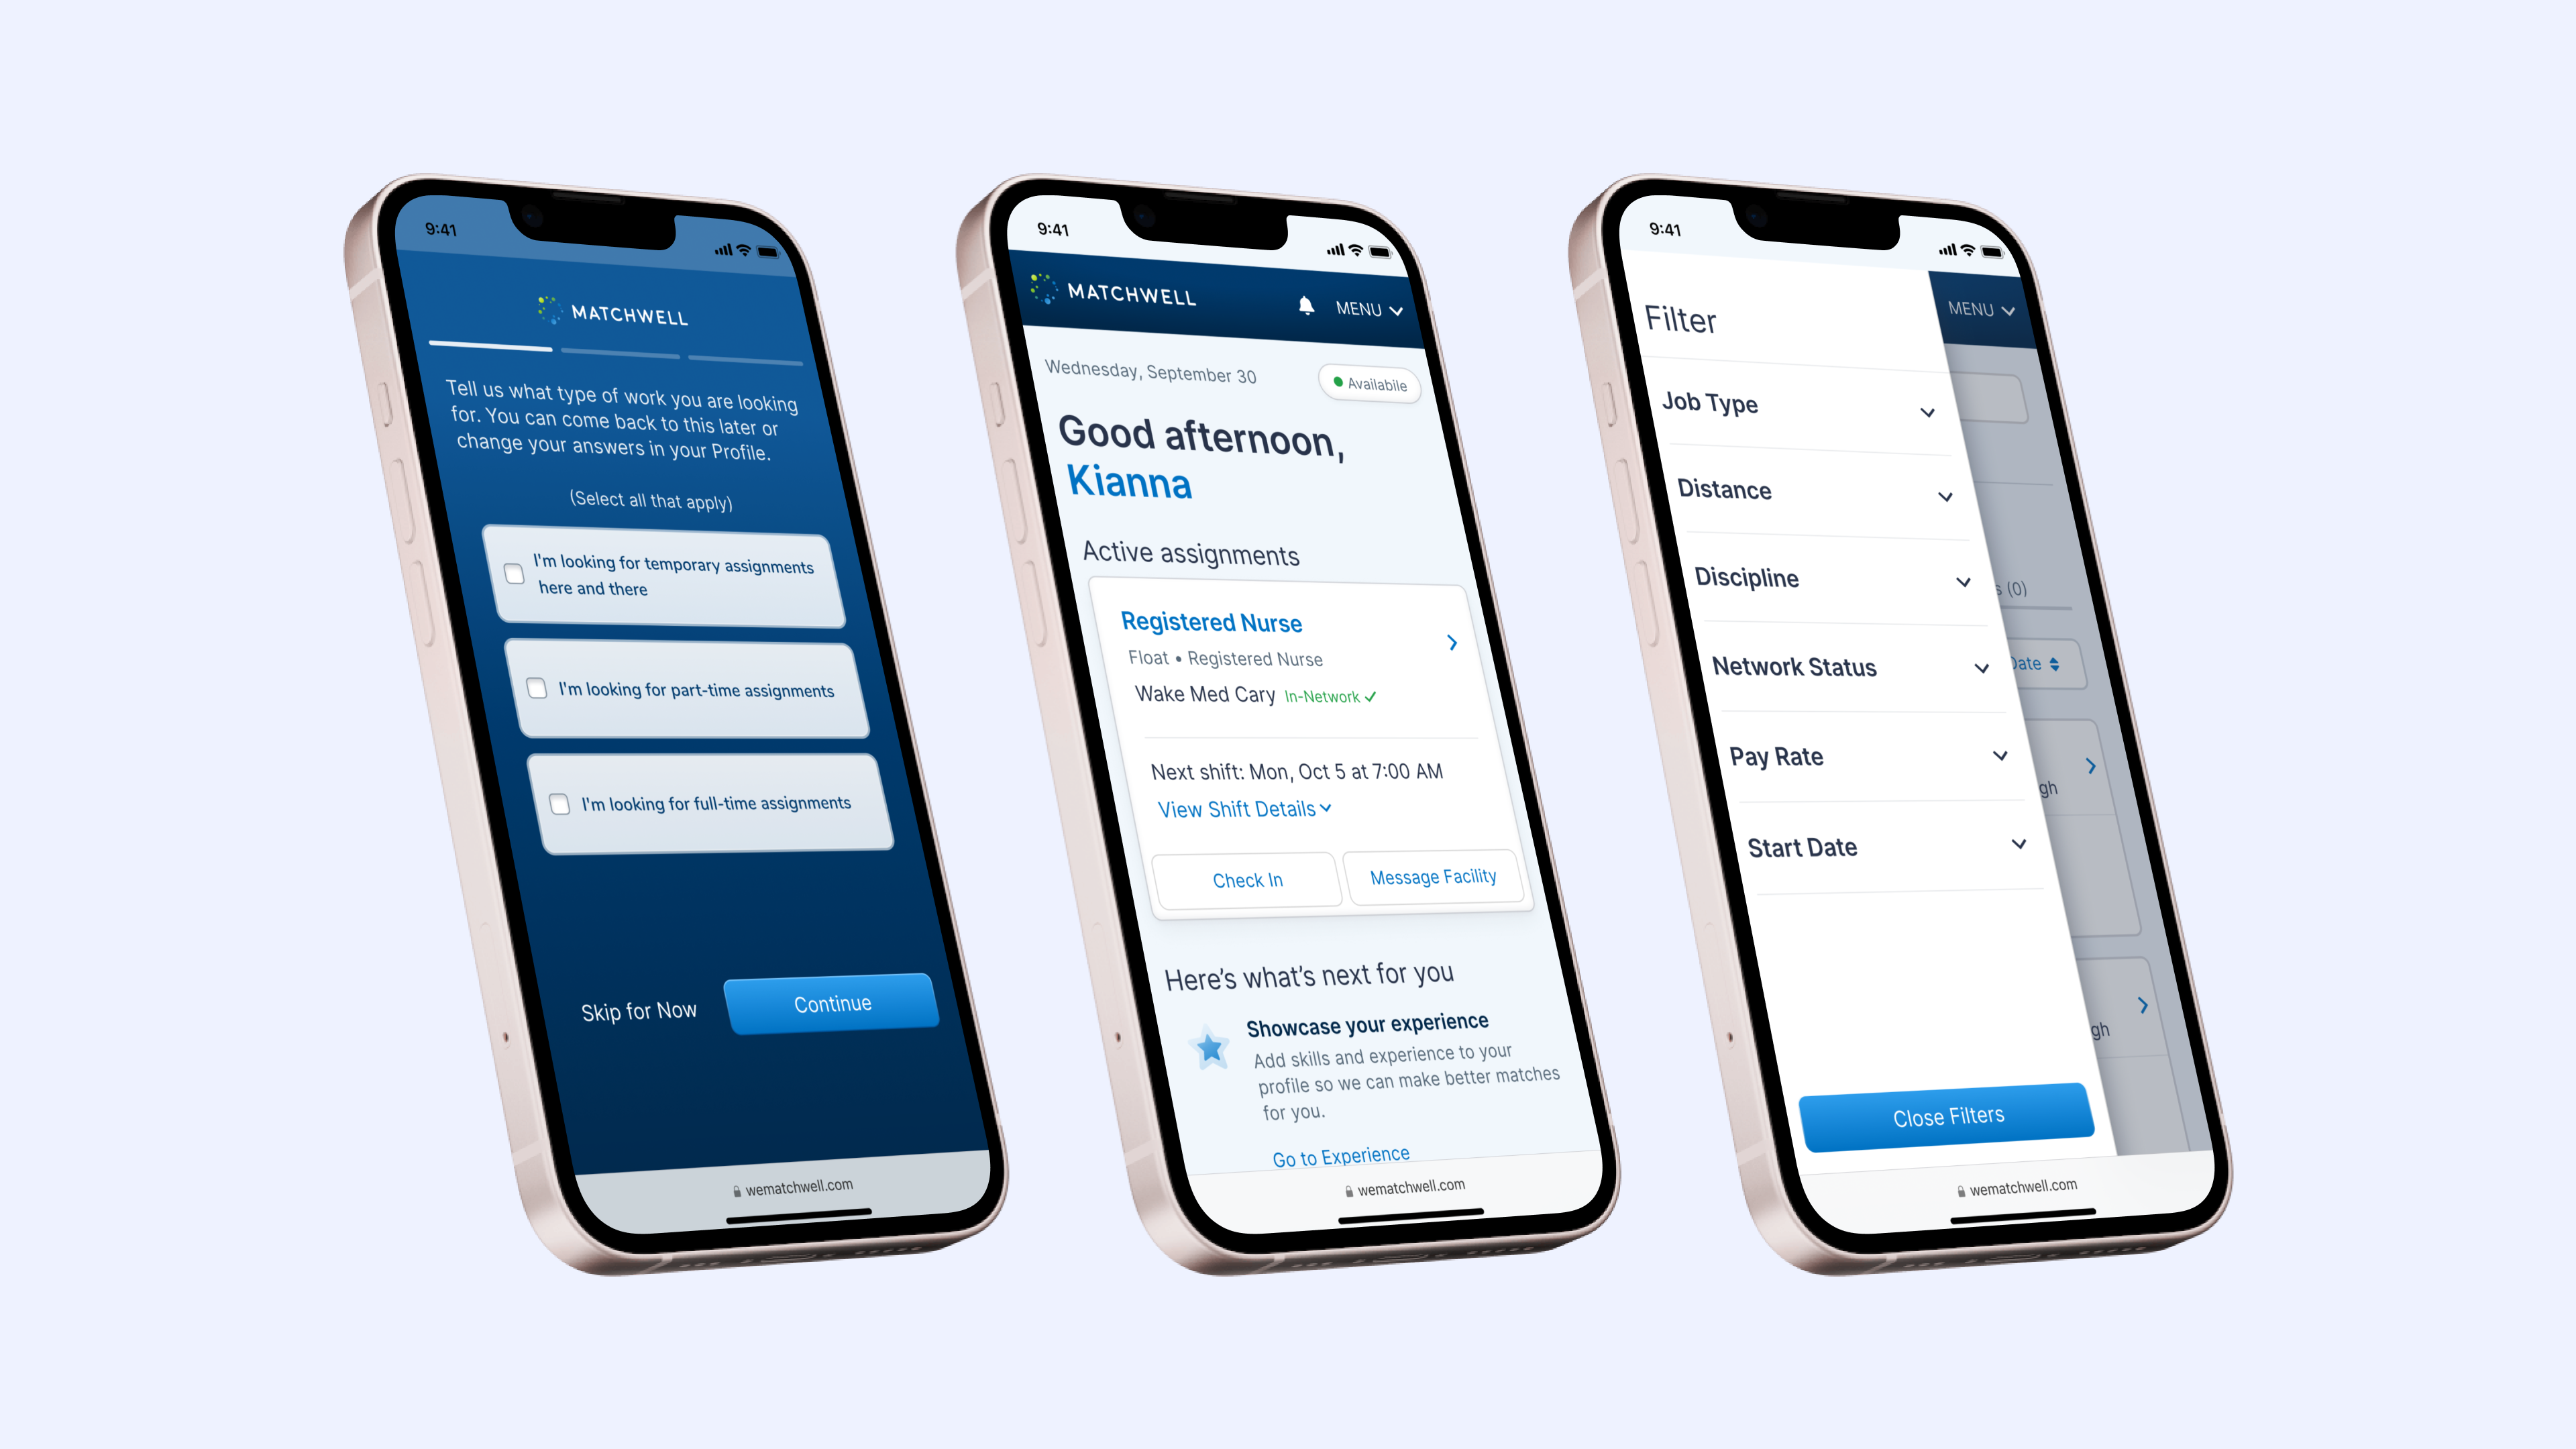 9:41
MATCHWELL
Tell us what type of work you are looking
for. You can come back to this later or
change your answers in your Profile.
(Select all that apply)
I'm looking for temporary assignments
here and there
I'm looking for part-time assignments
I'm looking for full-time assignments
Skip for Now
Continue
wematchwell.com
9:41
MATCHWELL
MENU
Wednesday, September 30
Availabile
Good afternoon,
Kianna
Active assignments
Registered Nurse
Float • Registered Nurse
Wake Med Cary In-Network
Next shift: Mon, Oct 5 at 7:00 AM
View Shift Details
Check In
Message Facility
Here's what's next for you
Showcase your experience
Add skills and experience to your
profile so we can make better matches
for you.
Go to Experience
wematchwell.com
9:41
MENU
Filter
Job Type
Distance
Discipline
(0)
Network Status
Date
Pay Rate
Start Date
Close Filters
wematchwell.com